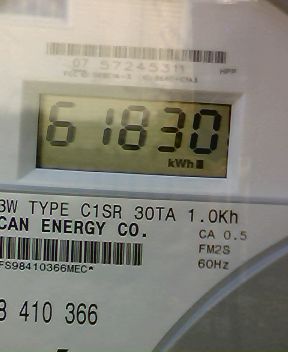 07 57245311
61830
kWh
3W TYPE C1SR 30TA 1.0Kh
CAN ENERGY CO.
CA 0.5
FM2S
FS98410366MEC*
60Hz
8 410 366